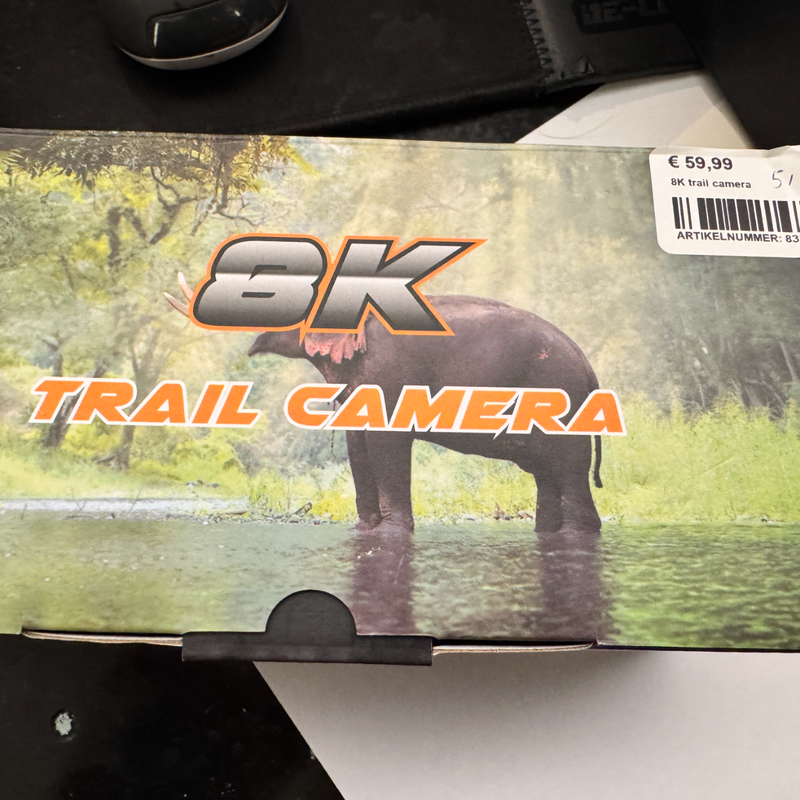 € 59,99
8K trail camera
ARTIKELNUMMER: 83
8K
TRAIL CAMERA